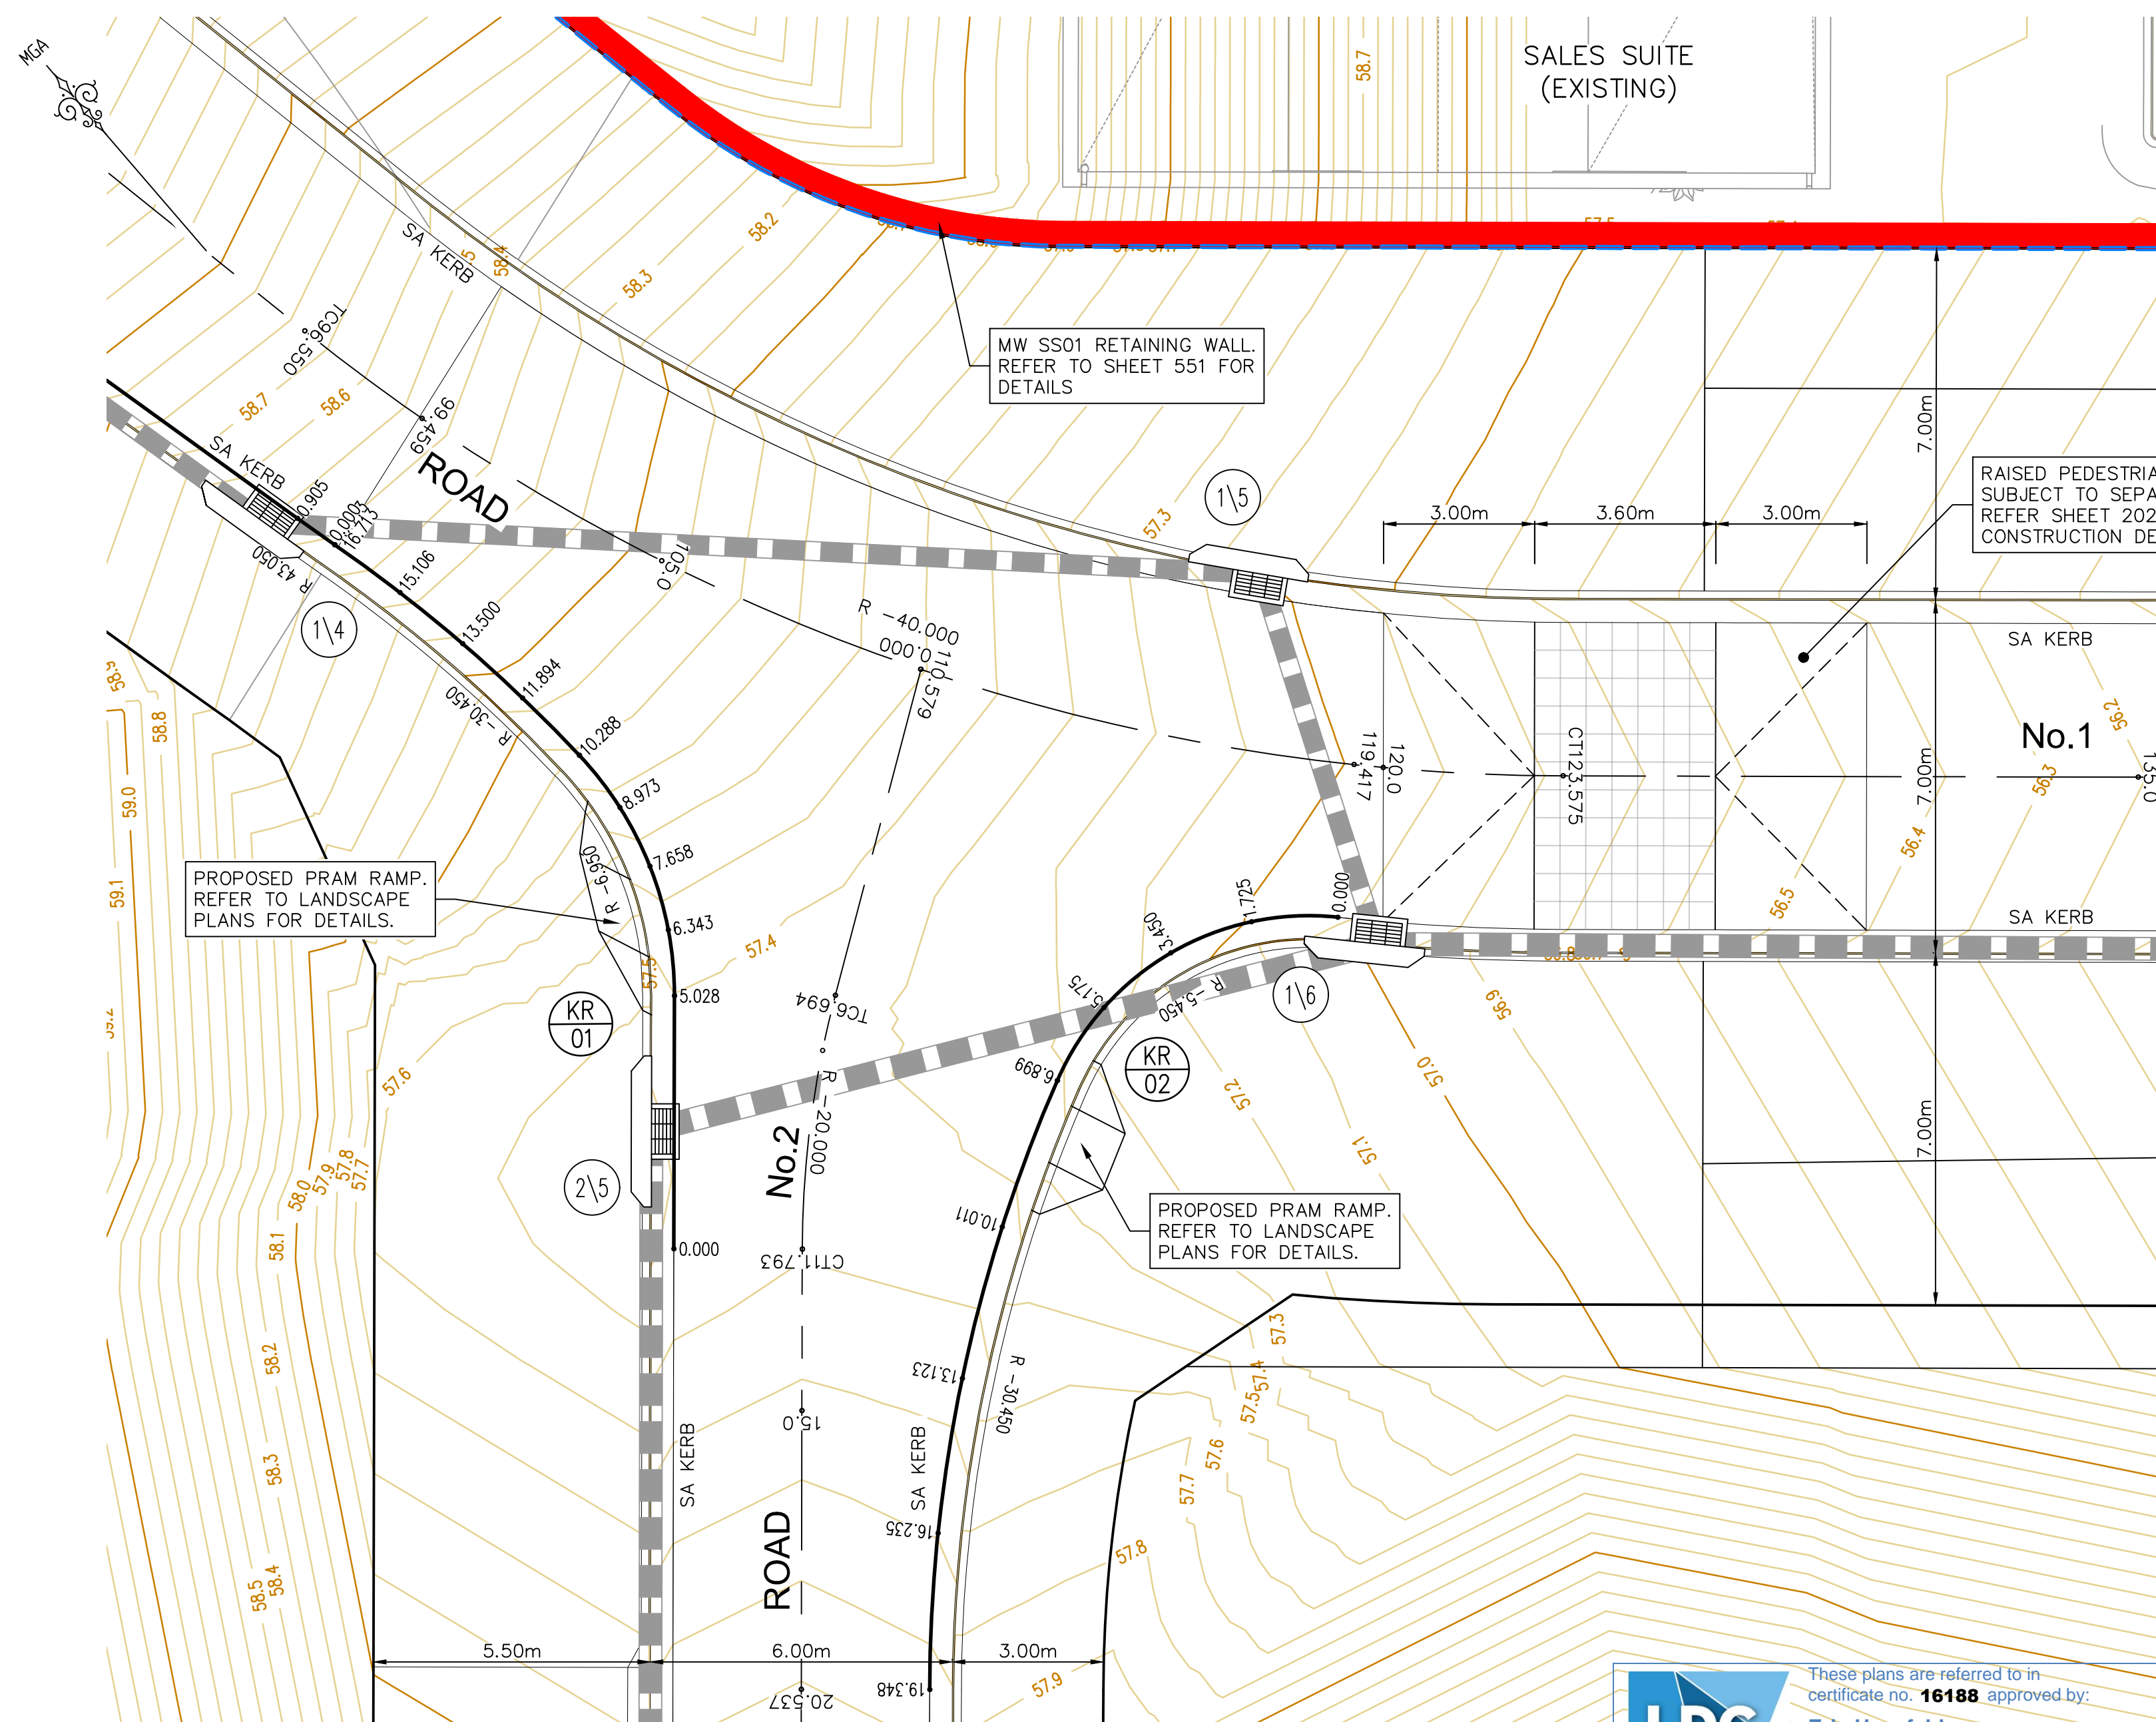 MGA
SALES SUITE
(EXISTING)
58.7
58.2
58.3
58.4
SA KERB
TC96.550
99.459
58.7
58.6
MW SS01 RETAINING WALL.
REFER TO SHEET 551 FOR
DETAILS
7.00m
SA KERB
ROAD
0.905
0.000
16.713
15.106
13.500
11.894
10.288
8.973
7.658
6.343
5.028
0.000
R 43.050
1\4
105.0
R -40.000
0.000
110.579
57.3
1\5
3.00m
3.60m
3.00m
RAISED PEDESTRIA
SUBJECT TO SEPA
REFER SHEET 202
CONSTRUCTION DE
SA KERB
R -30.450
58.8
59.0
59.1
59.2
119.417
120.0
CT123.575
No.1
7.00m
56.2
56.3
56.4
56.5
135.0
SA KERB
PROPOSED PRAM RAMP.
REFER TO LANDSCAPE
PLANS FOR DETAILS.
R -6.950
57.5
57.4
KR
01
TC6.694
0.000
1.725
3.450
5.175
6.899
10.011
13.123
16.235
19.348
R -5.450
1\6
KR
02
56.9
57.0
57.1
57.2
57.6
2\5
No.2
R -20.000
CT11.793
PROPOSED PRAM RAMP.
REFER TO LANDSCAPE
PLANS FOR DETAILS.
7.00m
57.7
57.8
57.9
58.0
58.1
58.2
58.3
58.4
58.5
57.3
57.4
57.5
57.6
57.7
57.8
57.9
R -30.450
15.0
SA KERB
SA KERB
ROAD
5.50m
6.00m
3.00m
20.537
These plans are referred to in
certificate no. 16188 approved by: